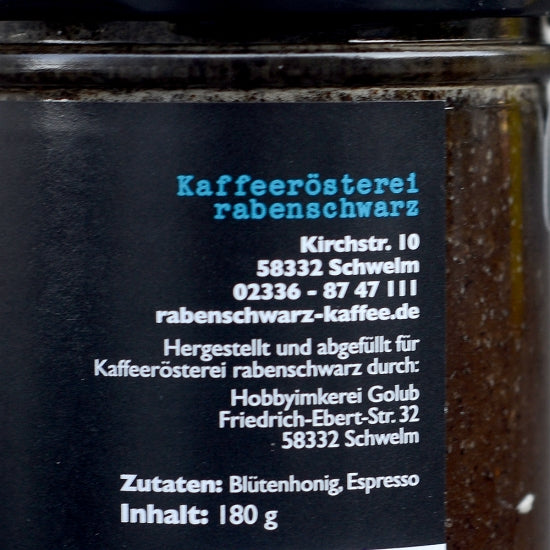 Kaffeerösterei
rabenschwarz
Kirchstr. 10
58332 Schwelm
02336 - 87 47 111
rabenschwarz-kaffee.de
Hergestellt und abgefüllt für
Kaffeerösterei rabenschwarz durch:
Hobbyimkerei Golub
Friedrich-Ebert-Str. 32
58332 Schwelm
Zutaten: Blütenhonig, Espresso
Inhalt: 180 g